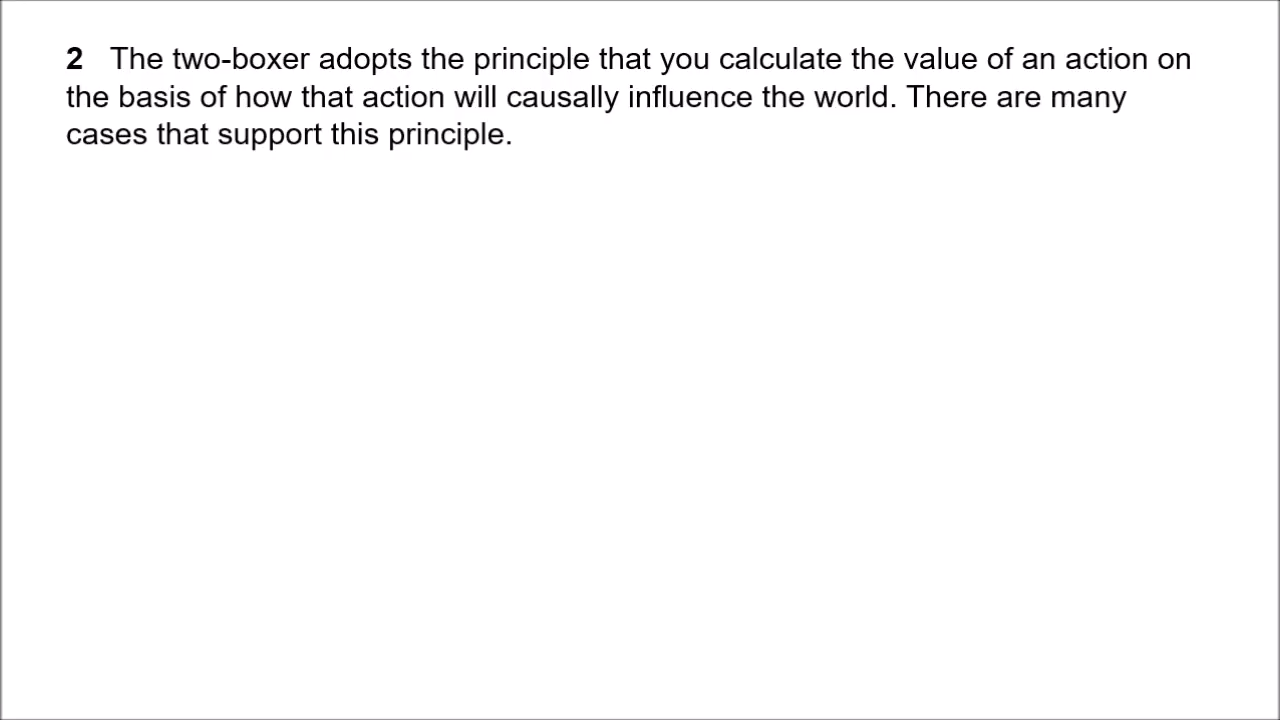 2 The two-boxer adopts the principle that you calculate the value of an action on
the basis of how that action will causally influence the world. There are many
cases that support this principle.